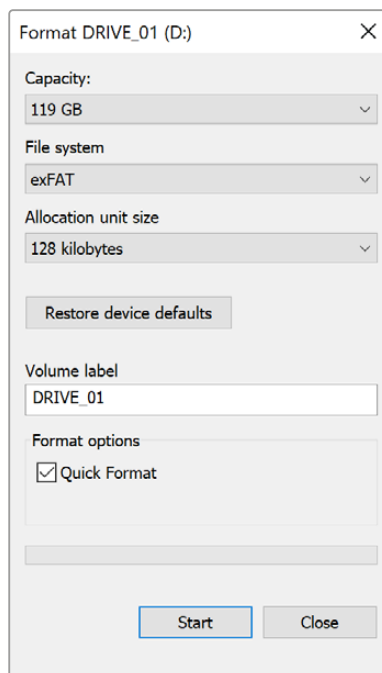 Format DRIVE_01 (D:)
Capacity:
119 GB
File system
exFAT
Allocation unit size
128 kilobytes
Restore device defaults
Volume label
DRIVE_01
Format options
Quick Format
Start Close